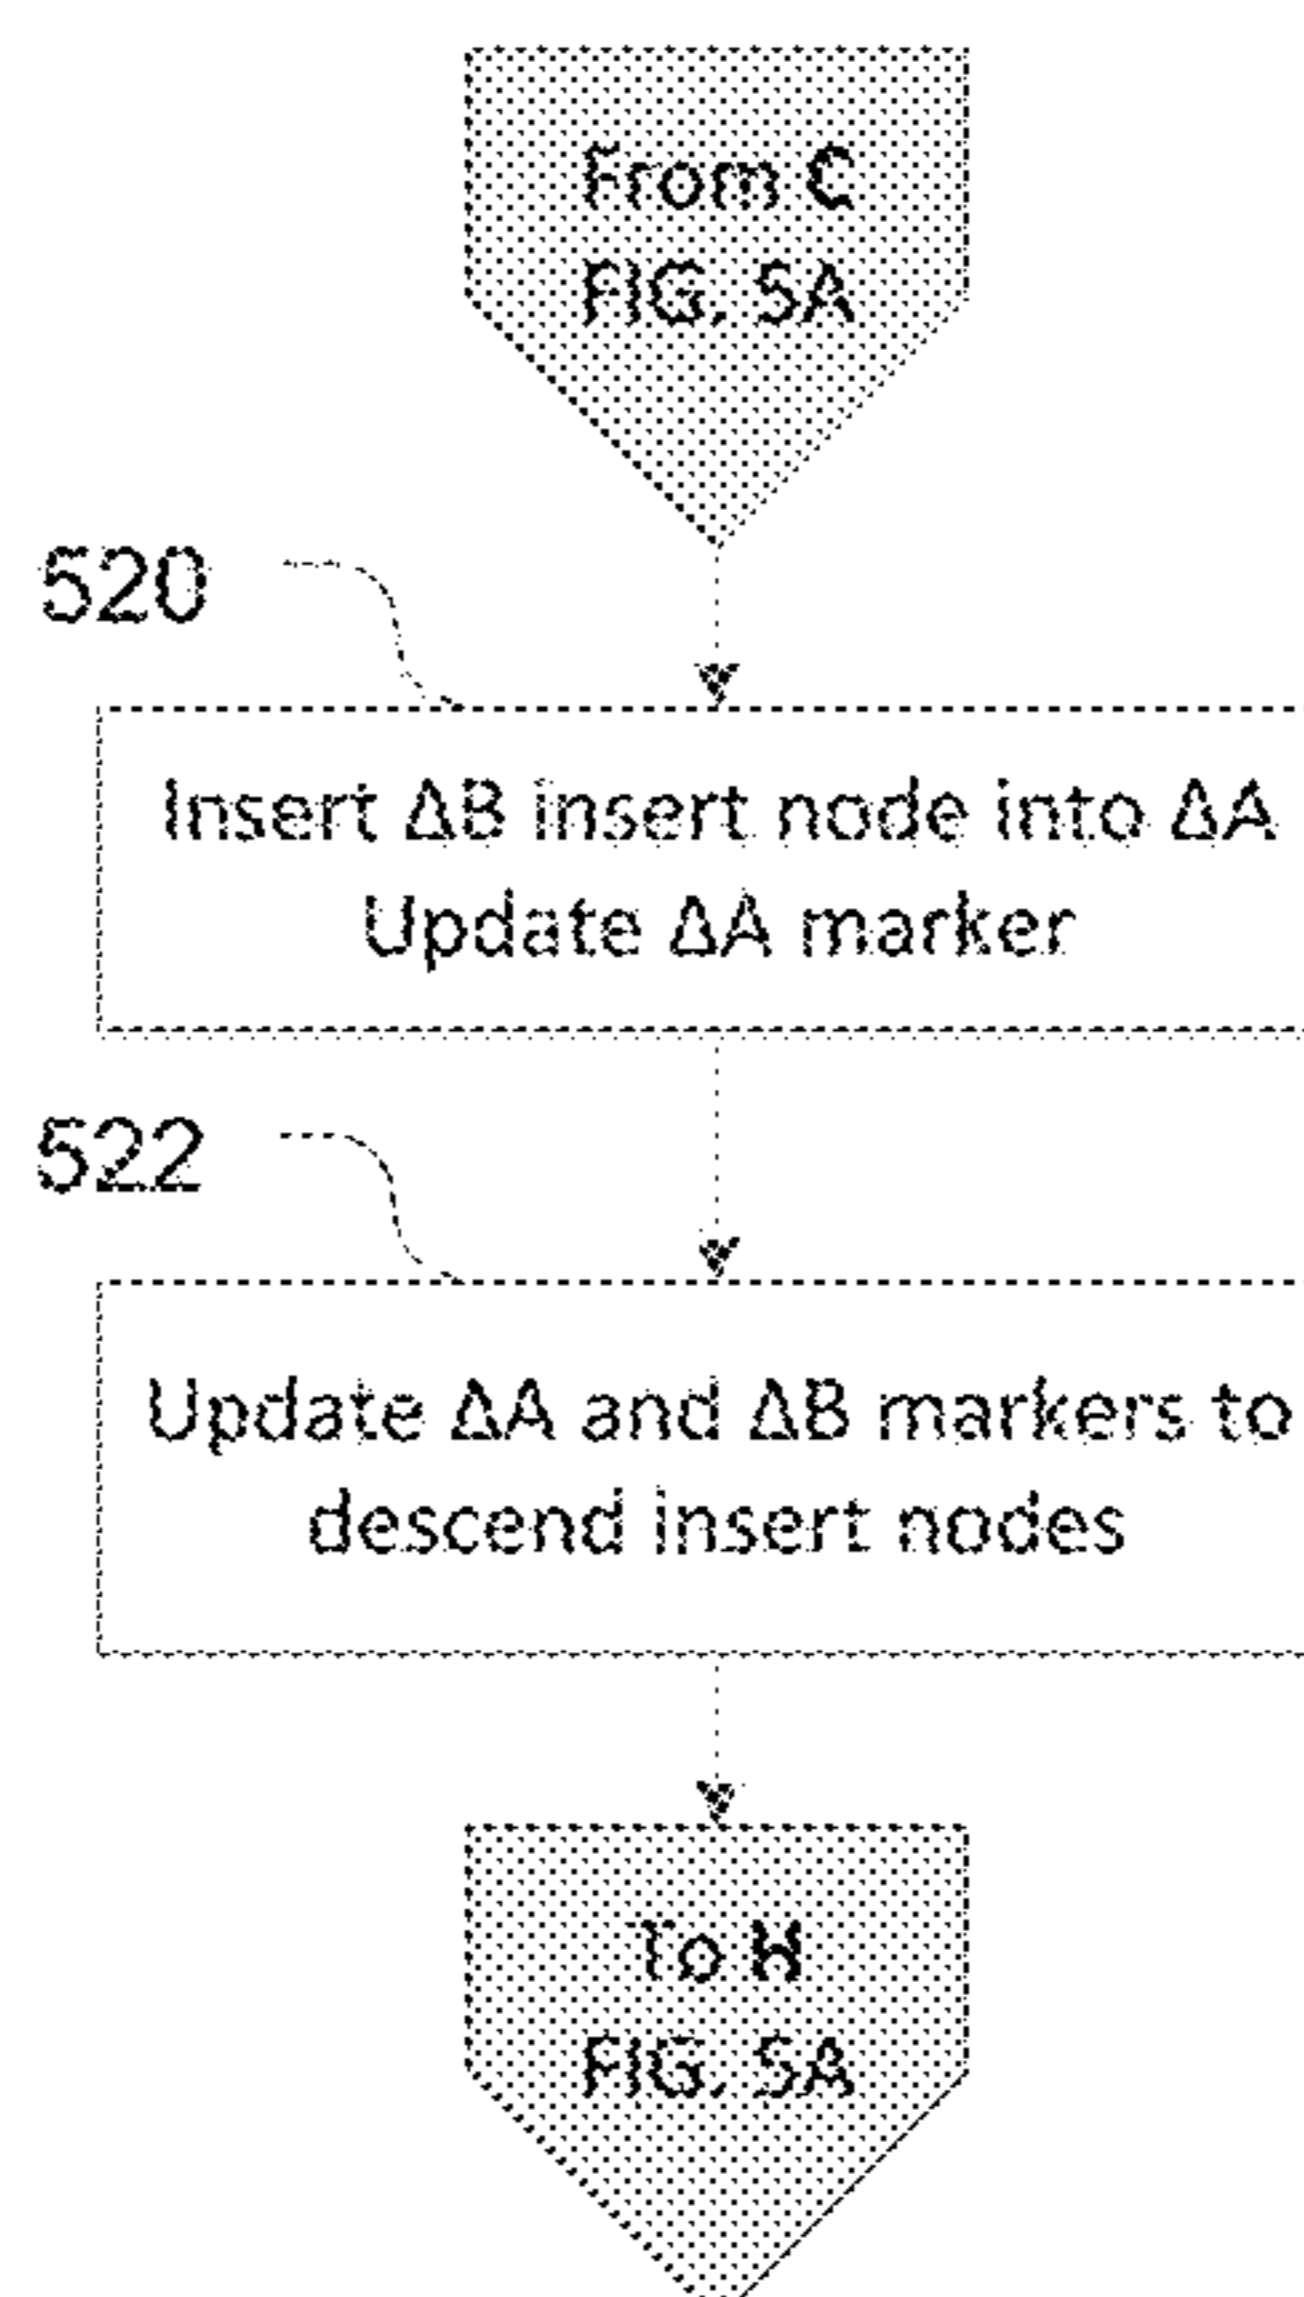 From C
FIG. 5A
520
Insert ΔB insert node into ΔA
Update ΔA marker
522
Update ΔA and ΔB markers to
descend insert nodes
To H
FIG. 5A